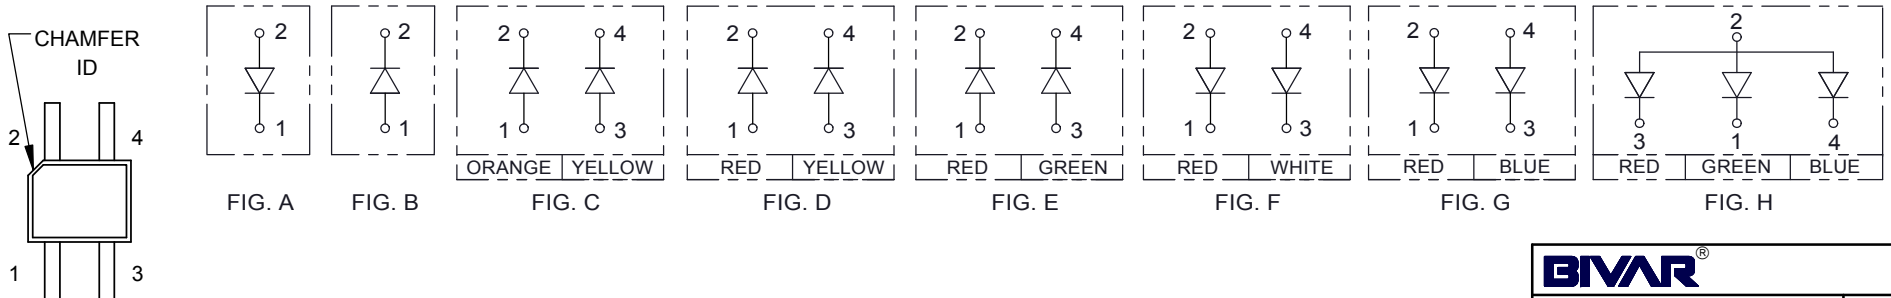 CHAMFER
ID
2 4
1 3
2
1
FIG. A
2
1
FIG. B
2 4
1 3
ORANGE YELLOW
FIG. C
2 4
1 3
RED YELLOW
FIG. D
2 4
1 3
RED GREEN
FIG. E
2 4
1 3
RED WHITE
FIG. F
2 4
1 3
RED BLUE
FIG. G
2
3 1 4
RED GREEN BLUE
FIG. H
BIVAR®